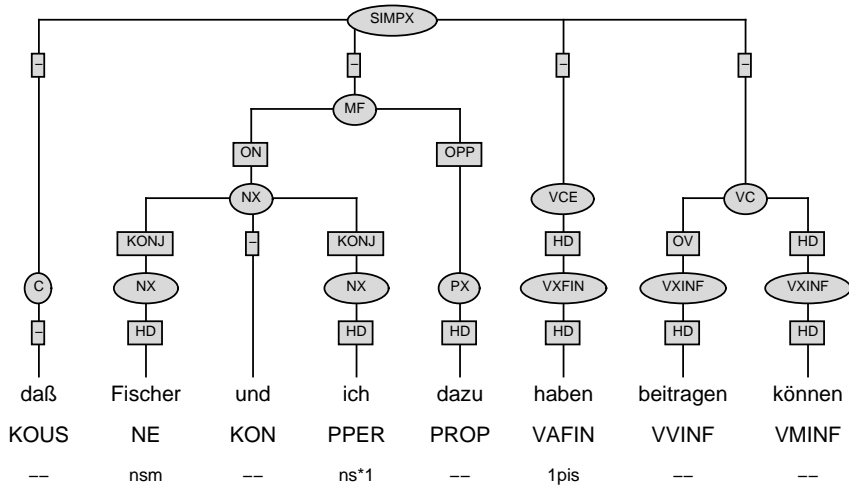 SIMPX
– – – –
MF
ON OPP
NX VCE VC
KONJ – KONJ HD OV HD
C NX NX PX VXFIN VXINF VXINF
– HD HD HD HD HD HD
daß Fischer und ich dazu haben beitragen können
KOUS NE KON PPER PROP VAFIN VVINF VMINF
–– nsm –– ns*1 –– 1pis –– ––